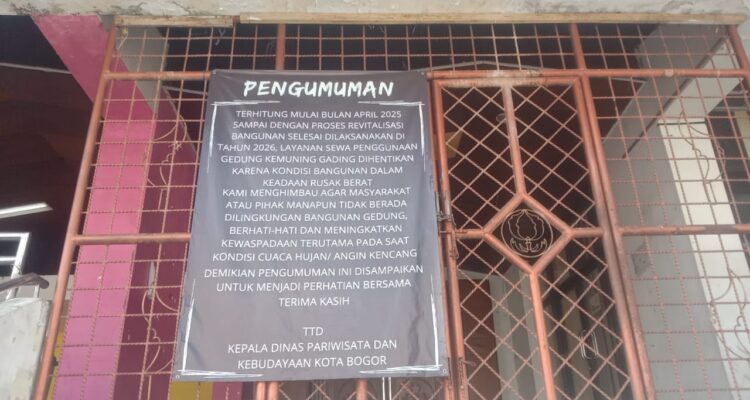 PENGUMUMAN
TERHITUNG MULAI BULAN APRIL 2025
SAMPAI DENGAN PROSES REVITALISASI
BANGUNAN SELESAI DILAKSANAKAN DI
TAHUN 2026, LAYANAN SEWA PENGGUNAAN
GEDUNG KEMUNING GADING DIHENTIKAN
KARENA KONDISI BANGUNAN DALAM
KEADAAN RUSAK BERAT
KAMI MENGHIMBAU AGAR MASYARAKAT
ATAU PIHAK MANAPUN TIDAK BERADA
DILINGKUNGAN BANGUNAN GEDUNG,
BERHATI-HATI DAN MENINGKATKAN
KEWASPADAAN TERUTAMA PADA SAAT
KONDISI CUACA HUJAN/ ANGIN KENCANG
DEMIKIAN PENGUMUMAN INI DISAMPAIKAN
UNTUK MENJADI PERHATIAN BERSAMA
TERIMA KASIH
TTD
KEPALA DINAS PARIWISATA DAN
KEBUDAYAAN KOTA BOGOR